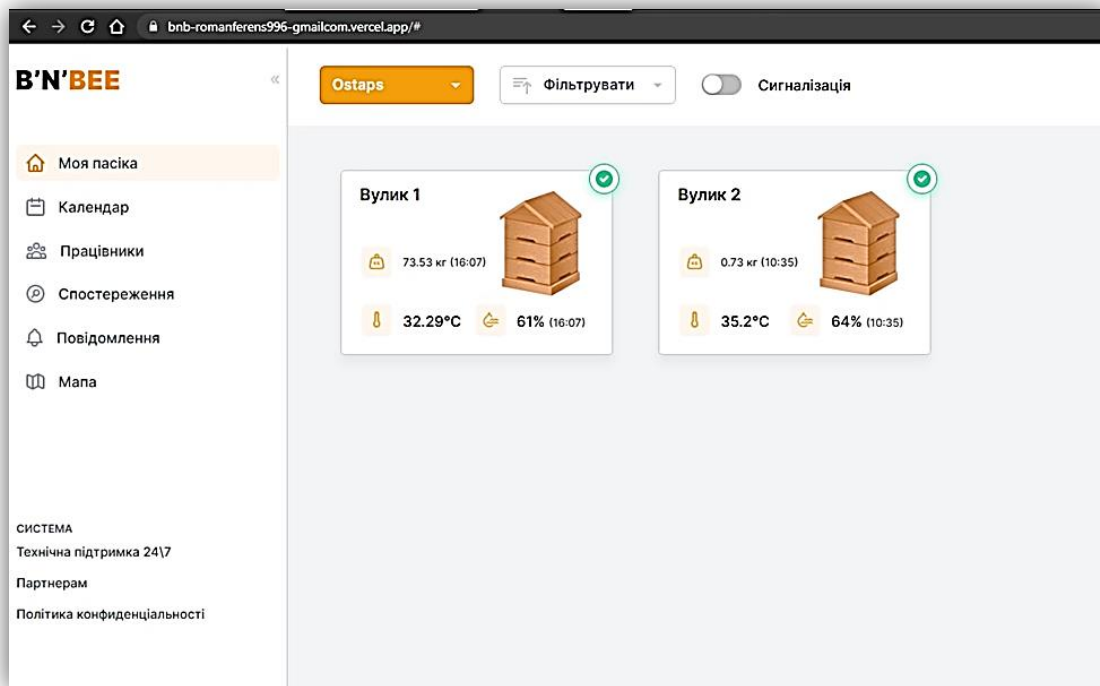 bnb-romanferens996-gmailcom.vercel.app/#
B'N'BEE
Ostaps
Фільтрувати
Сигналізація
Моя пасіка
Календар
Працівники
Спостереження
Повідомлення
Мапа
СИСТЕМА
Технічна підтримка 24\7
Партнерам
Політика конфиденціальності
Вулик 1
73.53 кг (16:07)
32.29°C 61% (16:07)
Вулик 2
0.73 кг (10:35)
35.2°C 64% (10:35)